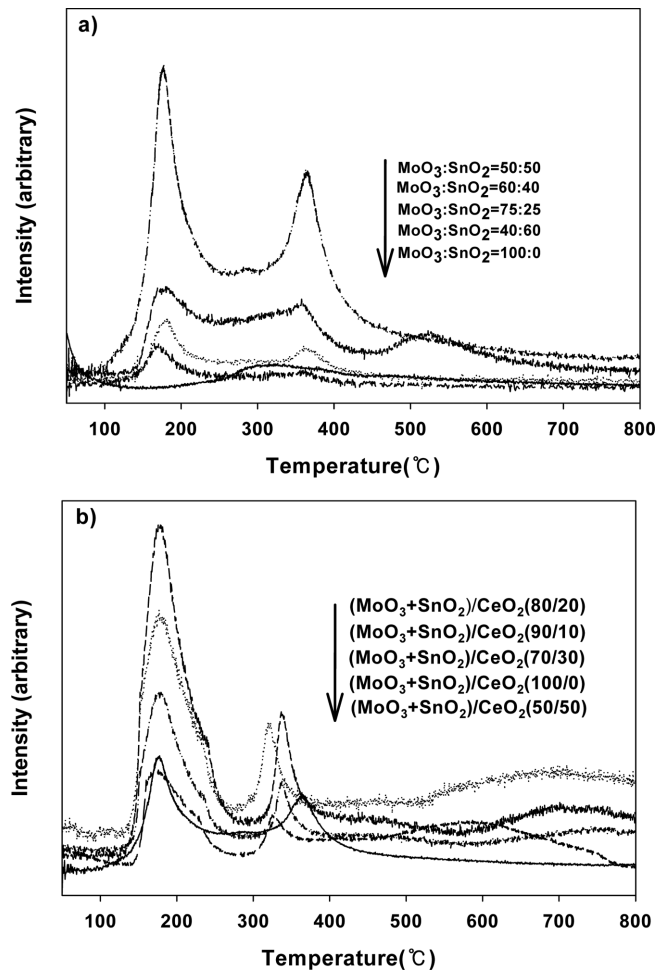 a)
Intensity (arbitrary)
MoO₃:SnO₂=50:50
MoO₃:SnO₂=60:40
MoO₃:SnO₂=75:25
MoO₃:SnO₂=40:60
MoO₃:SnO₂=100:0
100 200 300 400 500 600 700 800
Temperature(℃)
b)
Intensity (arbitrary)
(MoO₃+SnO₂)/CeO₂(80/20)
(MoO₃+SnO₂)/CeO₂(90/10)
(MoO₃+SnO₂)/CeO₂(70/30)
(MoO₃+SnO₂)/CeO₂(100/0)
(MoO₃+SnO₂)/CeO₂(50/50)
100 200 300 400 500 600 700 800
Temperature(℃)